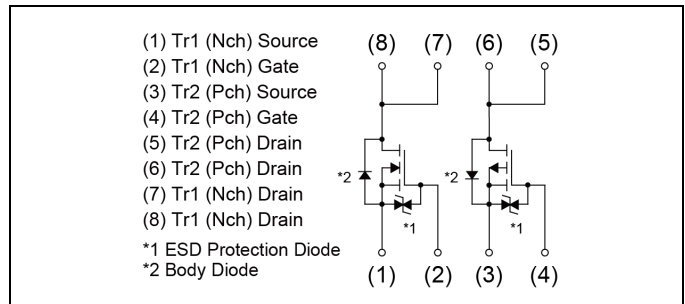 (1) Tr1 (Nch) Source
(2) Tr1 (Nch) Gate
(3) Tr2 (Pch) Source
(4) Tr2 (Pch) Gate
(5) Tr2 (Pch) Drain
(6) Tr2 (Pch) Drain
(7) Tr1 (Nch) Drain
(8) Tr1 (Nch) Drain
*1 ESD Protection Diode
*2 Body Diode
(8) (7) (6) (5)
*2 *2
*1 *1
(1) (2) (3) (4)